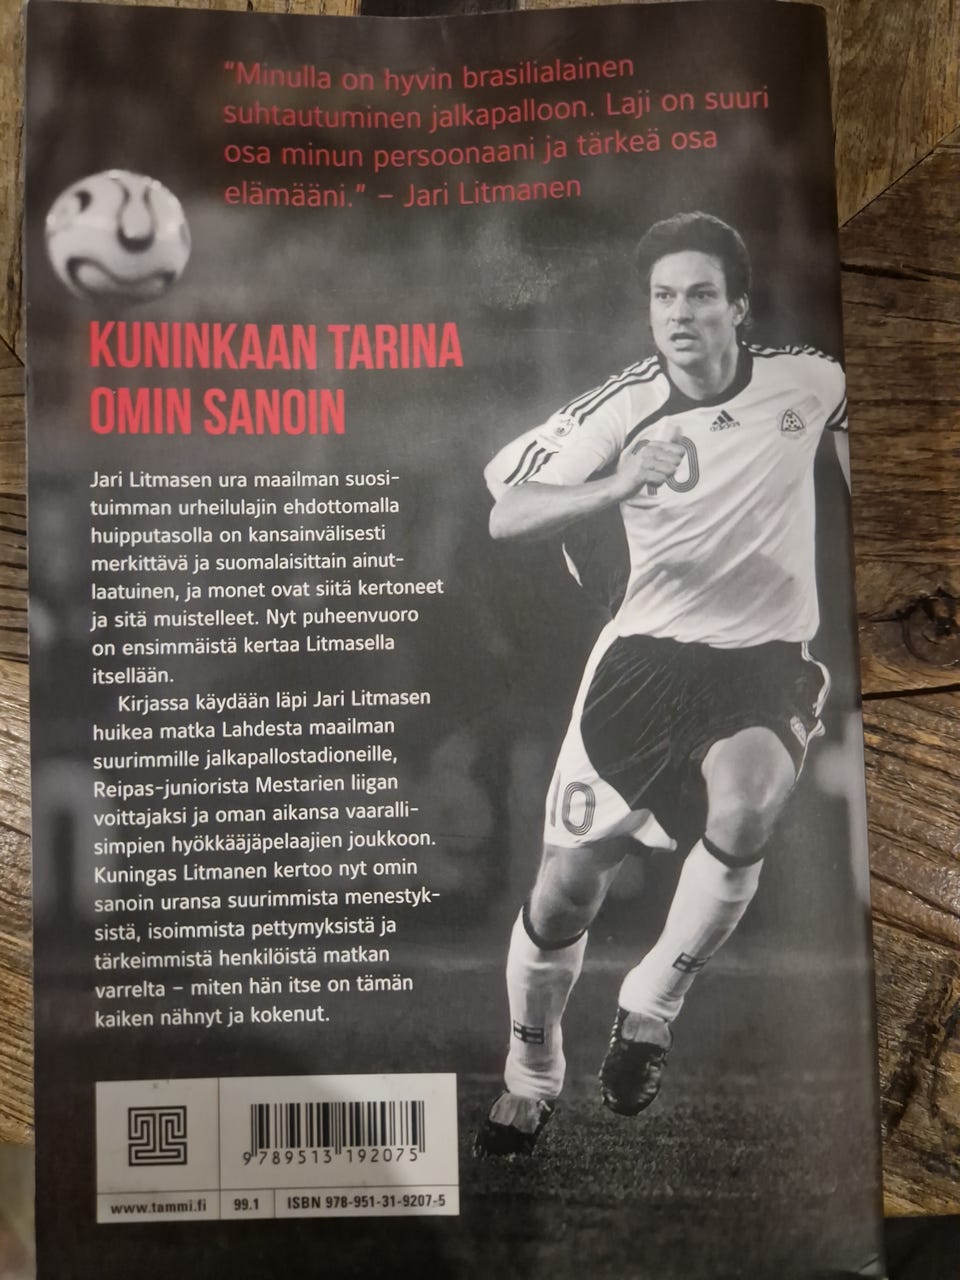 "Minulla on hyvin brasilialainen
suhtautuminen jalkapalloon. Laji on suuri
osa minun persoonaani ja tärkeä osa
elämääni." – Jari Litmanen
KUNINKAAN TARINA
OMIN SANOIN
Jari Litmasen ura maailman suosi-
tuimman urheilulajin ehdottomalla
huipputasolla on kansainvälisesti
merkittävä ja suomalaisittain ainut-
laatuinen, ja monet ovat siitä kertoneet
ja sitä muistelleet. Nyt puheenvuoro
on ensimmäistä kertaa Litmasella
itsellään.
Kirjassa käydään läpi Jari Litmasen
huikea matka Lahdesta maailman
suurimmille jalkapallostadioneille,
Reipas-juniorista Mestarien liigan
voittajaksi ja oman aikansa vaaralli-
simpien hyökkääjäpelaajien joukkoon.
Kuningas Litmanen kertoo nyt omin
sanoin uransa suurimmista menestyk-
sistä, isoimmista pettymyksistä ja
tärkeimmistä henkilöistä matkan
varrelta – miten hän itse on tämän
kaiken nähnyt ja kokenut.
adidas
10
10
9 789513 192075
www.tammi.fi
99.1
ISBN 978-951-31-9207-5